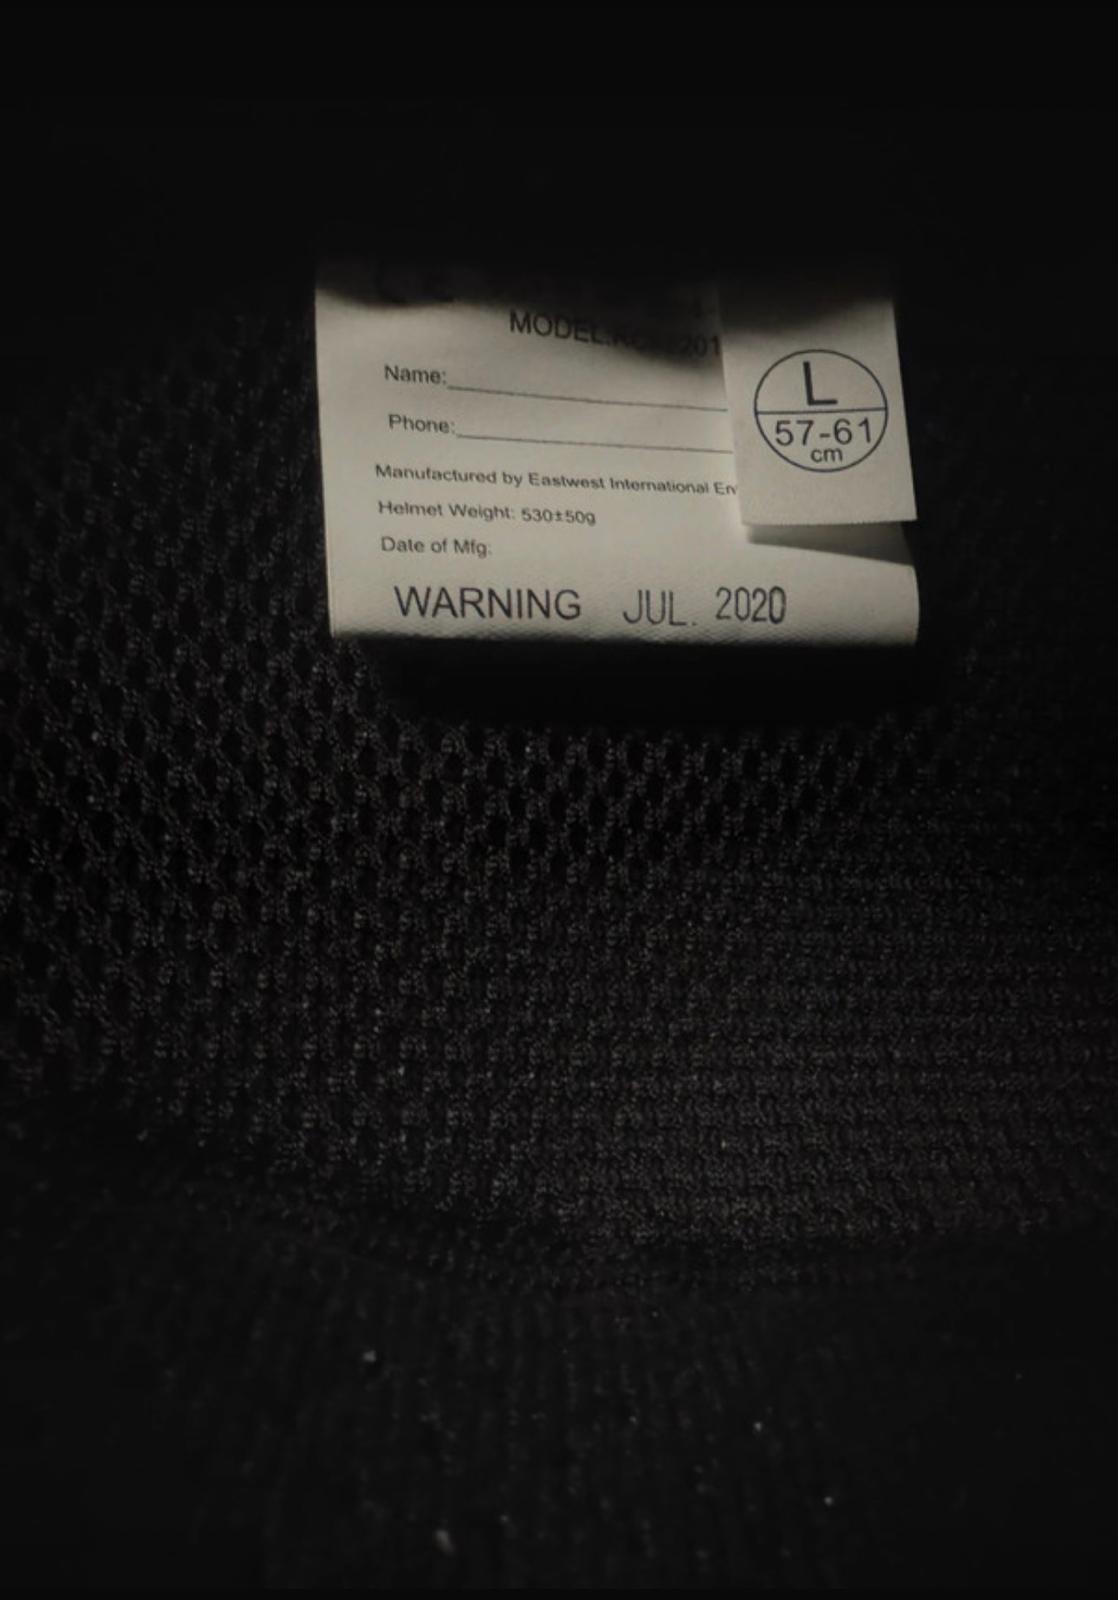 MODEL:
Name:
Phone:
Manufactured by Eastwest International
Helmet Weight: 530±50g
Date of Mfg:
WARNING JUL. 2020
L
57-61
cm